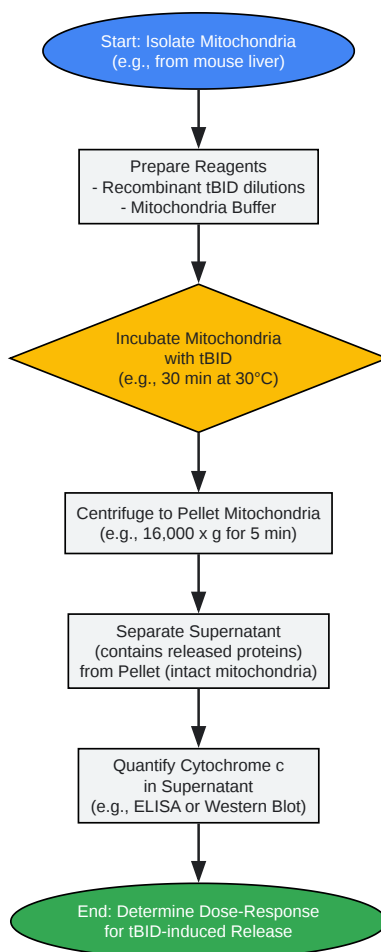 Start: Isolate Mitochondria
(e.g., from mouse liver)
Prepare Reagents
- Recombinant tBID dilutions
- Mitochondria Buffer
Incubate Mitochondria
with tBID
(e.g., 30 min at 30°C)
Centrifuge to Pellet Mitochondria
(e.g., 16,000 x g for 5 min)
Separate Supernatant
(contains released proteins)
from Pellet (intact mitochondria)
Quantify Cytochrome c
in Supernatant
(e.g., ELISA or Western Blot)
End: Determine Dose-Response
for tBID-induced Release